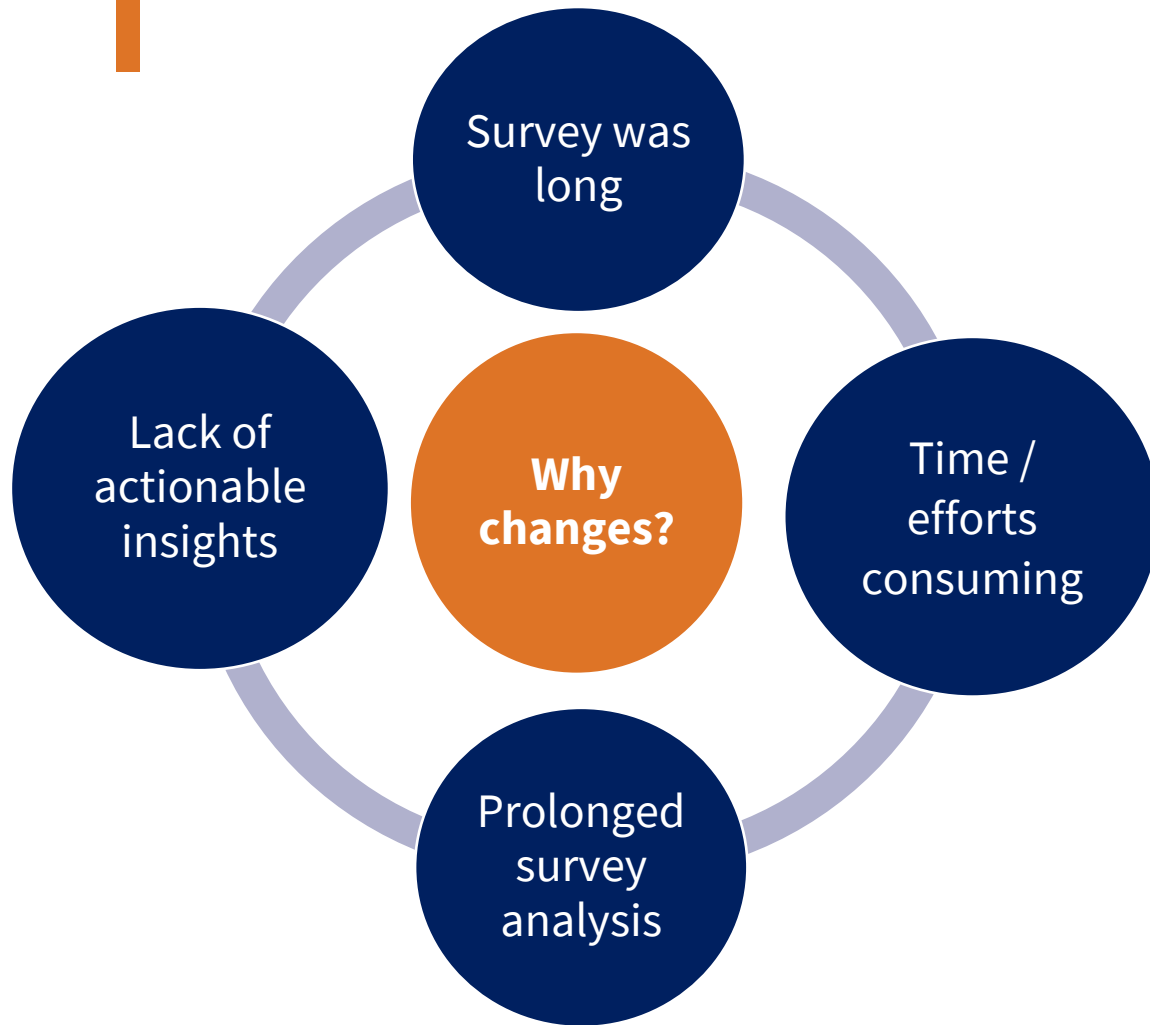 Survey was
long
Lack of
actionable
insights
Why
changes?
Time /
efforts
consuming
Prolonged
survey
analysis